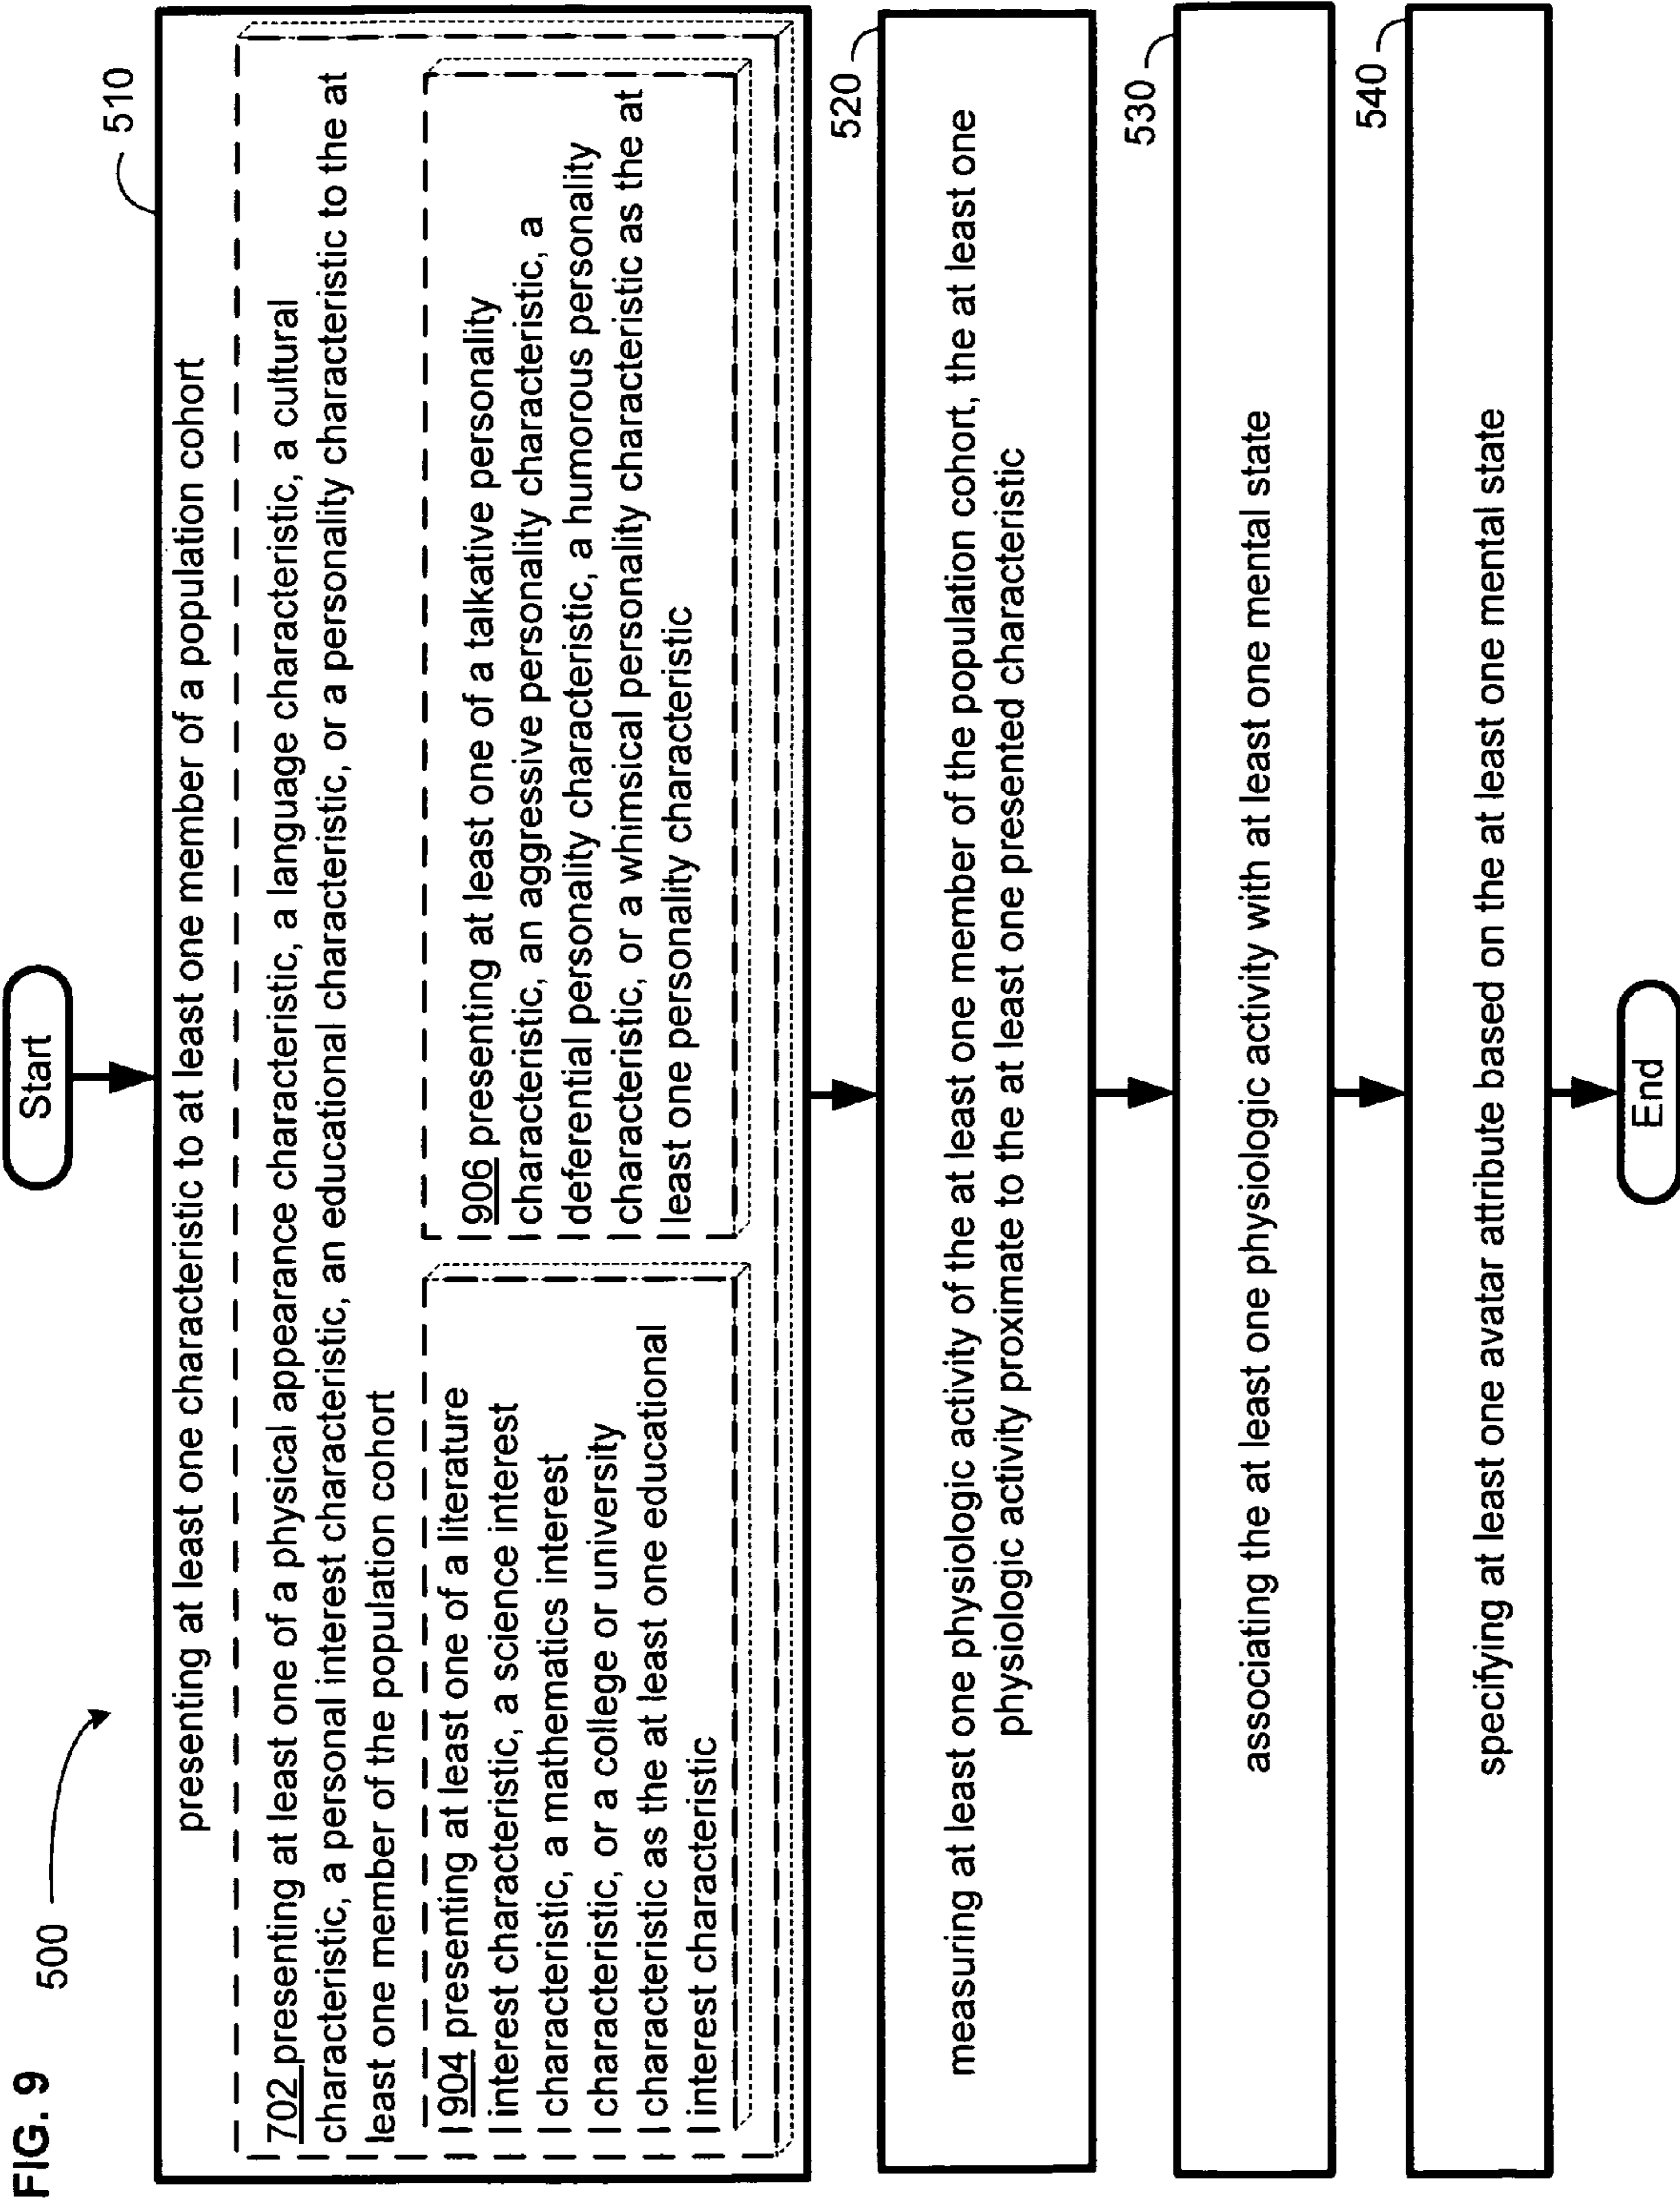 FIG. 9
500
Start
510
presenting at least one characteristic to at least one member of a population cohort
702 presenting at least one of a physical appearance characteristic, a language characteristic, a cultural
characteristic, a personal interest characteristic, an educational characteristic, or a personality characteristic to the at
least one member of the population cohort
904 presenting at least one of a literature
interest characteristic, a science interest
characteristic, a mathematics interest
characteristic, or a college or university
characteristic as the at least one educational
interest characteristic
906 presenting at least one of a talkative personality
characteristic, an aggressive personality characteristic, a
deferential personality characteristic, a humorous personality
characteristic, or a whimsical personality characteristic as the at
least one personality characteristic
520
measuring at least one physiologic activity of the at least one member of the population cohort, the at least one
physiologic activity proximate to the at least one presented characteristic
530
associating the at least one physiologic activity with at least one mental state
540
specifying at least one avatar attribute based on the at least one mental state
End